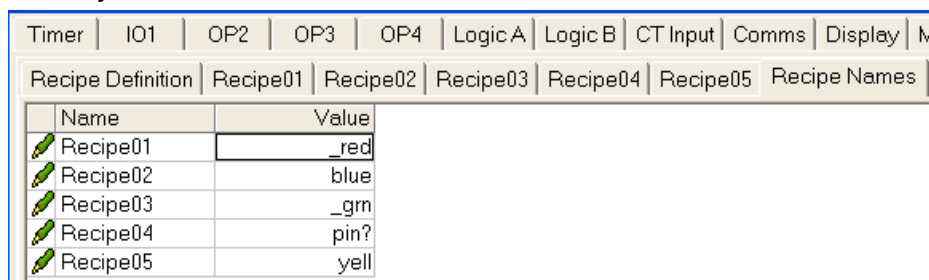 Timer IO1 OP2 OP3 OP4 Logic A Logic B CT Input Comms Display
Recipe Definition Recipe01 Recipe02 Recipe03 Recipe04 Recipe05 Recipe Names
Name Value
Recipe01 _red
Recipe02 blue
Recipe03 _grn
Recipe04 pin?
Recipe05 yell